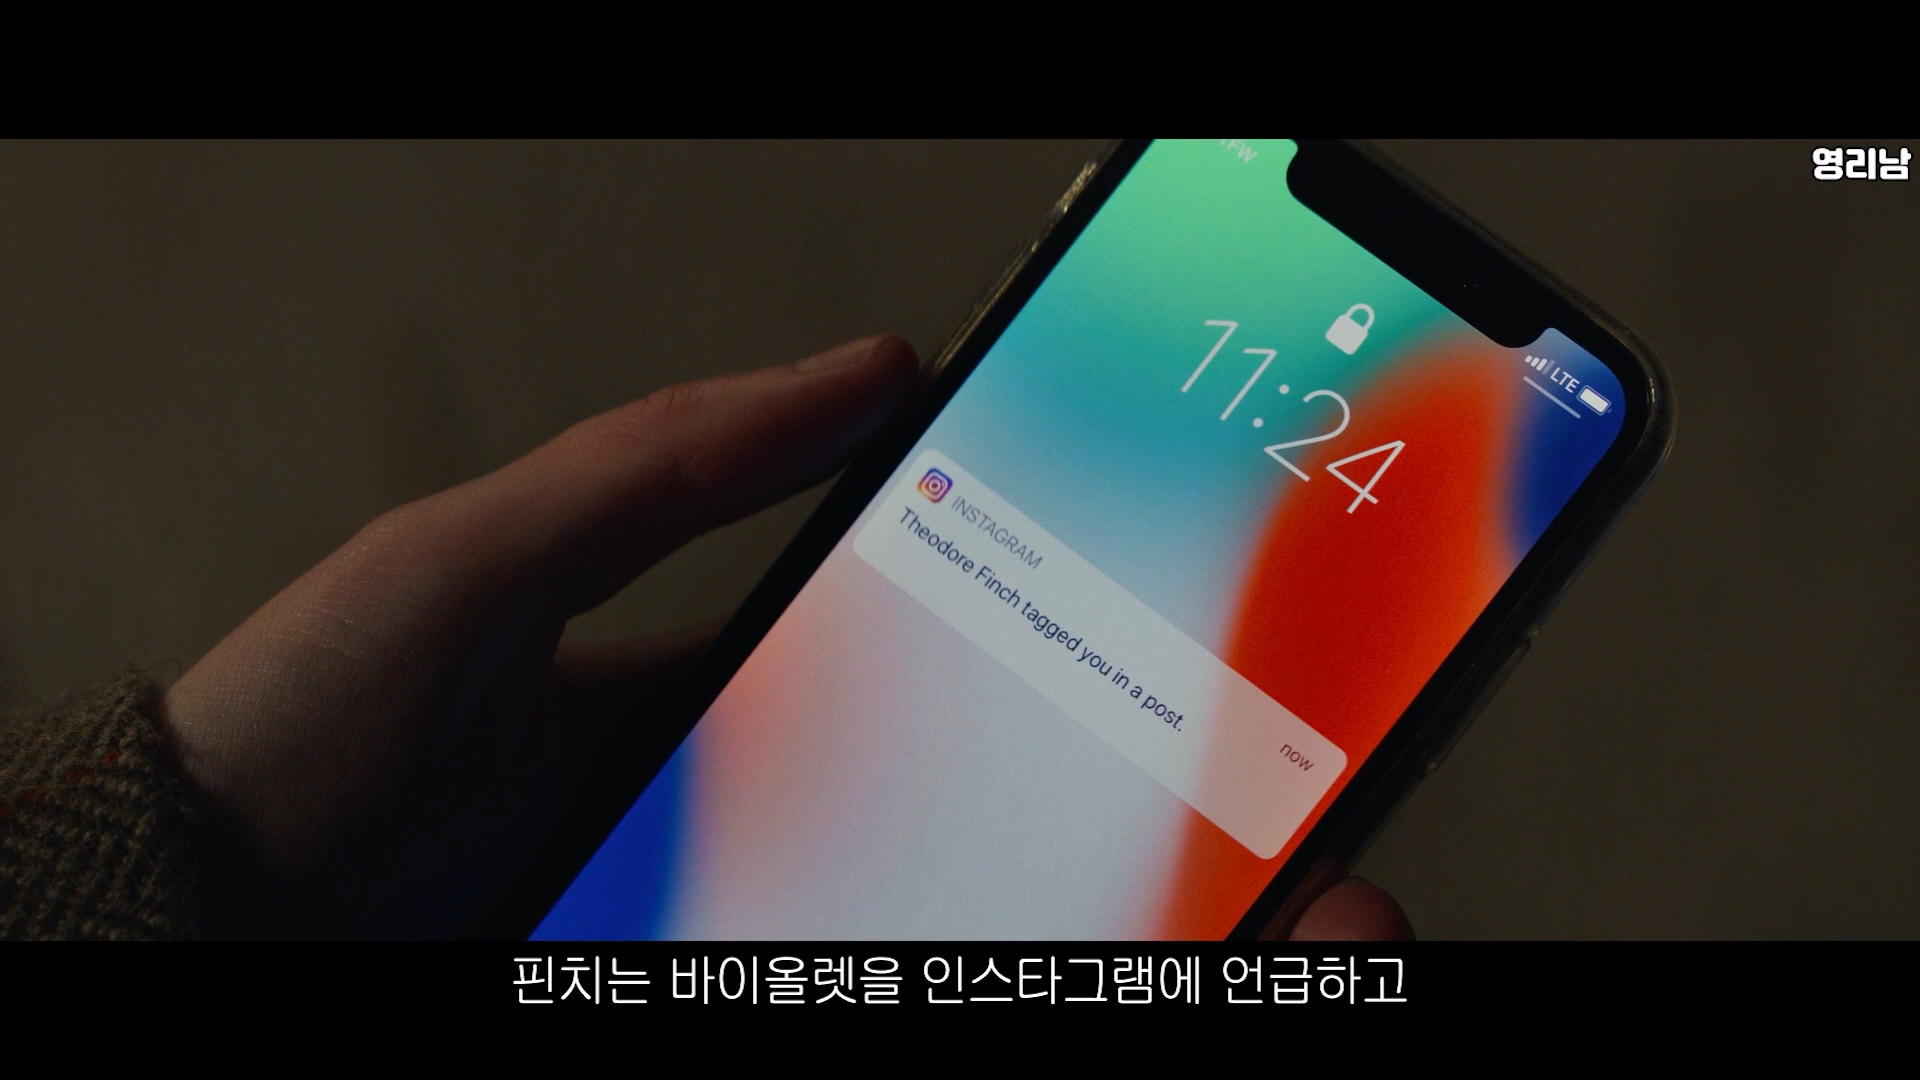 영리남
TFW
11:24
LTE
INSTAGRAM
Theodore Finch tagged you in a post.
now
핀치는 바이올렛을 인스타그램에 언급하고